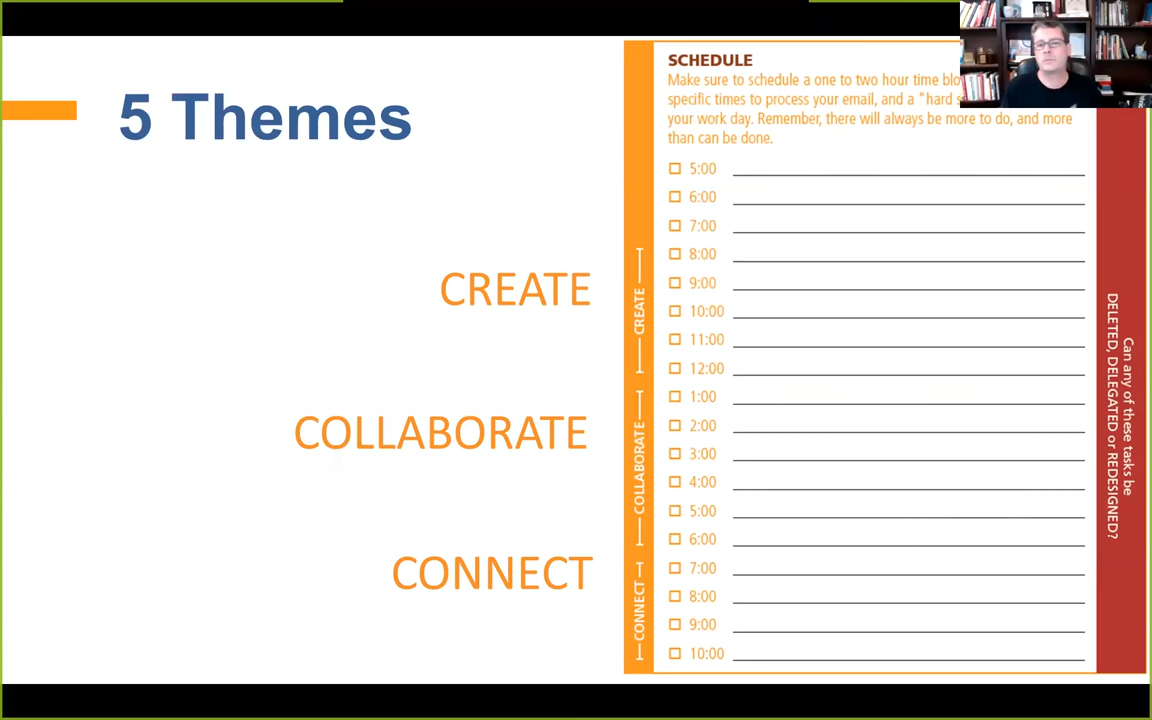 5 Themes
CREATE
COLLABORATE
CONNECT
SCHEDULE
Make sure to schedule a one to two hour time
specific times to process your email, and a "hard
your work day. Remember, there will always be more to do, and more
than can be done.
5:00
6:00
7:00
8:00
9:00
10:00
11:00
12:00
1:00
2:00
3:00
4:00
5:00
6:00
7:00
8:00
9:00
10:00
CREATE
COLLABORATE
CONNECT
Can any of these tasks be
DELETED, DELEGATED or REDESIGNED?